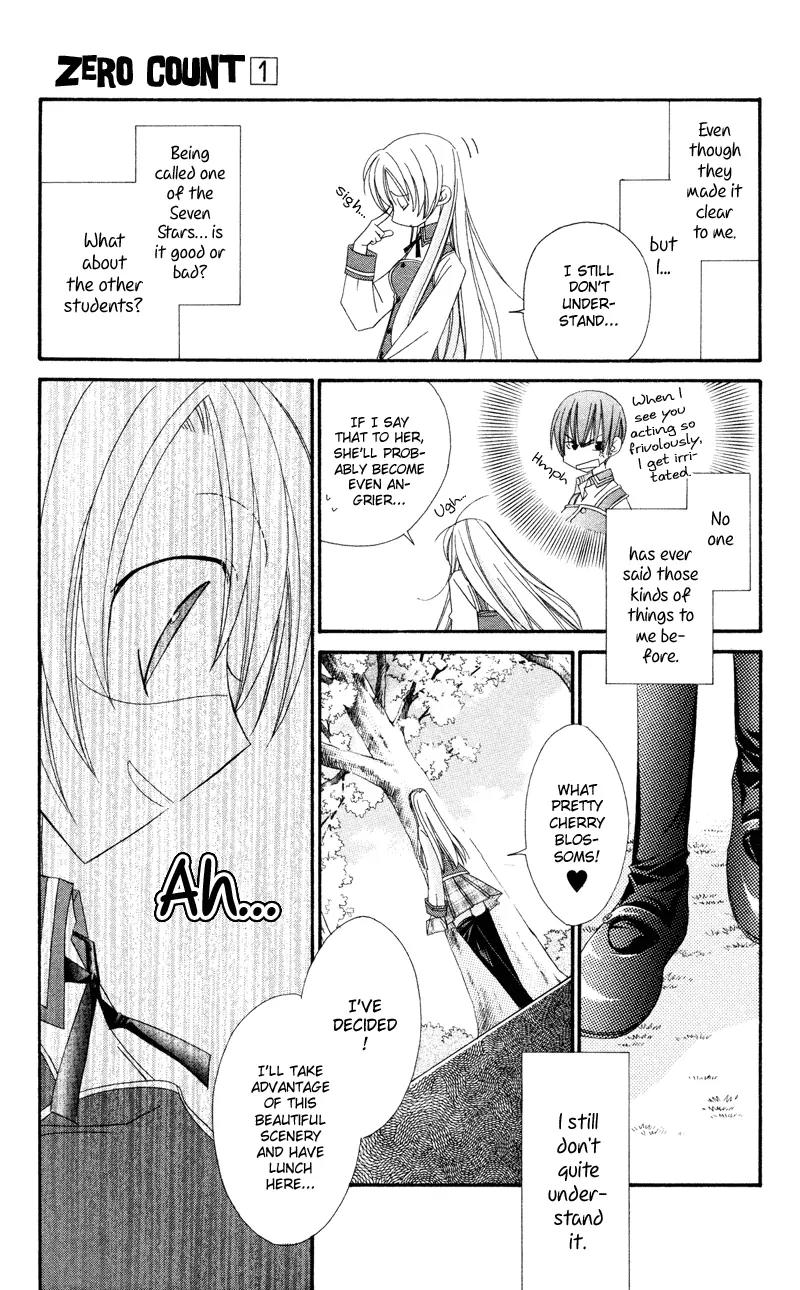 ZERO COUNT 1
Even
though
they
made it
clear
to me.
but
I...
I STILL
DON'T
UNDER-
STAND...
sigh...
Being
called one
of the
Seven
Stars... is
it good or
bad?
What
about
the other
students?
When I
see you
acting so
frivolously,
I get irri-
tated.
Hmph
IF I SAY
THAT TO HER,
SHE'LL PROB-
ABLY BECOME
EVEN AN-
GRIER...
Ugh...
No
one
has ever
said those
kinds of
things to
me be-
fore.
WHAT
PRETTY
CHERRY
BLOS-
SOMS!
♥
I still
don't
quite
under-
stand
it.
I'VE
DECIDED
!
I'LL TAKE
ADVANTAGE
OF THIS
BEAUTIFUL
SCENERY
AND HAVE
LUNCH
HERE...
Ah...